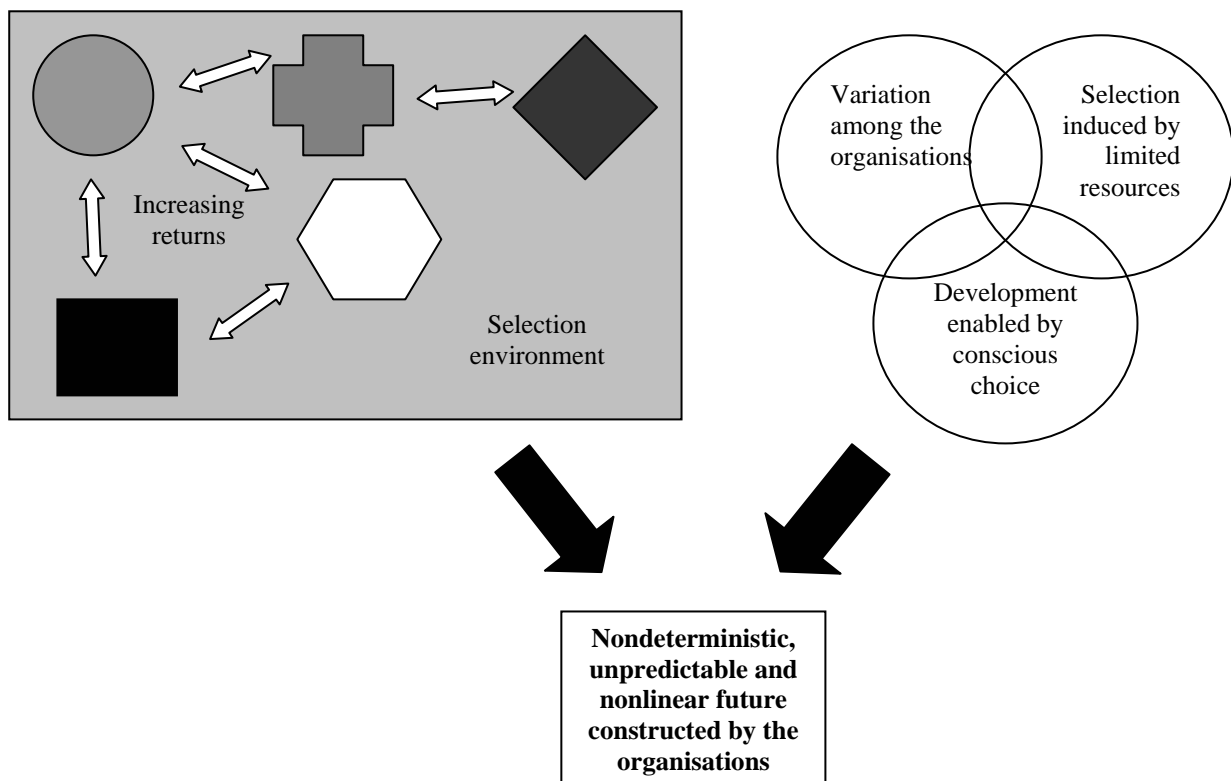 Increasing
returns
Selection
environment
Variation
among the
organisations
Selection
induced by
limited
resources
Development
enabled by
conscious
choice
Nondeterministic,
unpredictable and
nonlinear future
constructed by the
organisations